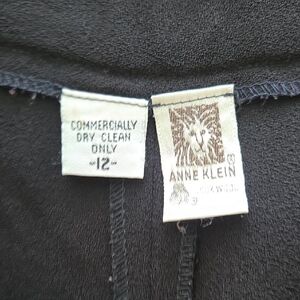 COMMERCIALLY
DRY CLEAN
ONLY
-12-
ANNE KLEIN ®